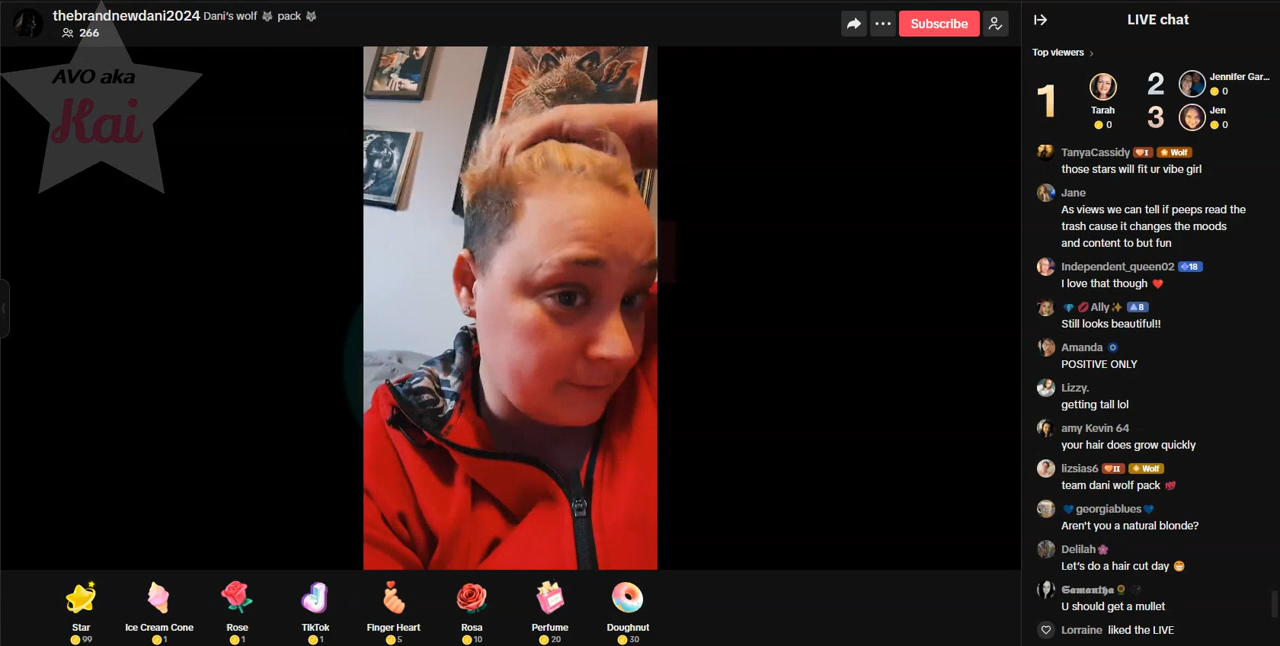 thebrandnewdani2024 Dani's wolf 🐺 pack 🐺
266
Subscribe
AVO aka
Kai
LIVE chat
Top viewers
1
Tarah
0
2
Jennifer Gar...
0
3
Jen
0
TanyaCassidy I Wolf
those stars will fit ur vibe girl
Jane
As views we can tell if peeps read the
trash cause it changes the moods
and content to but fun
Independent_queen02 18
I love that though ❤️
💎💋Ally✨ 8
Still looks beautiful!!
Amanda
POSITIVE ONLY
Lizzy.
getting tall lol
amy Kevin 64
your hair does grow quickly
lizsias6 II Wolf
team dani wolf pack 💯
💙georgiablues💙
Aren't you a natural blonde?
Delilah🌸
Let's do a hair cut day 😁
𝕾𝖆𝖒𝖆𝖓𝖙𝖍𝖆🌻
U should get a mullet
Lorraine liked the LIVE
Star
99
Ice Cream Cone
1
Rose
1
TikTok
1
Finger Heart
5
Rosa
10
Perfume
20
Doughnut
30